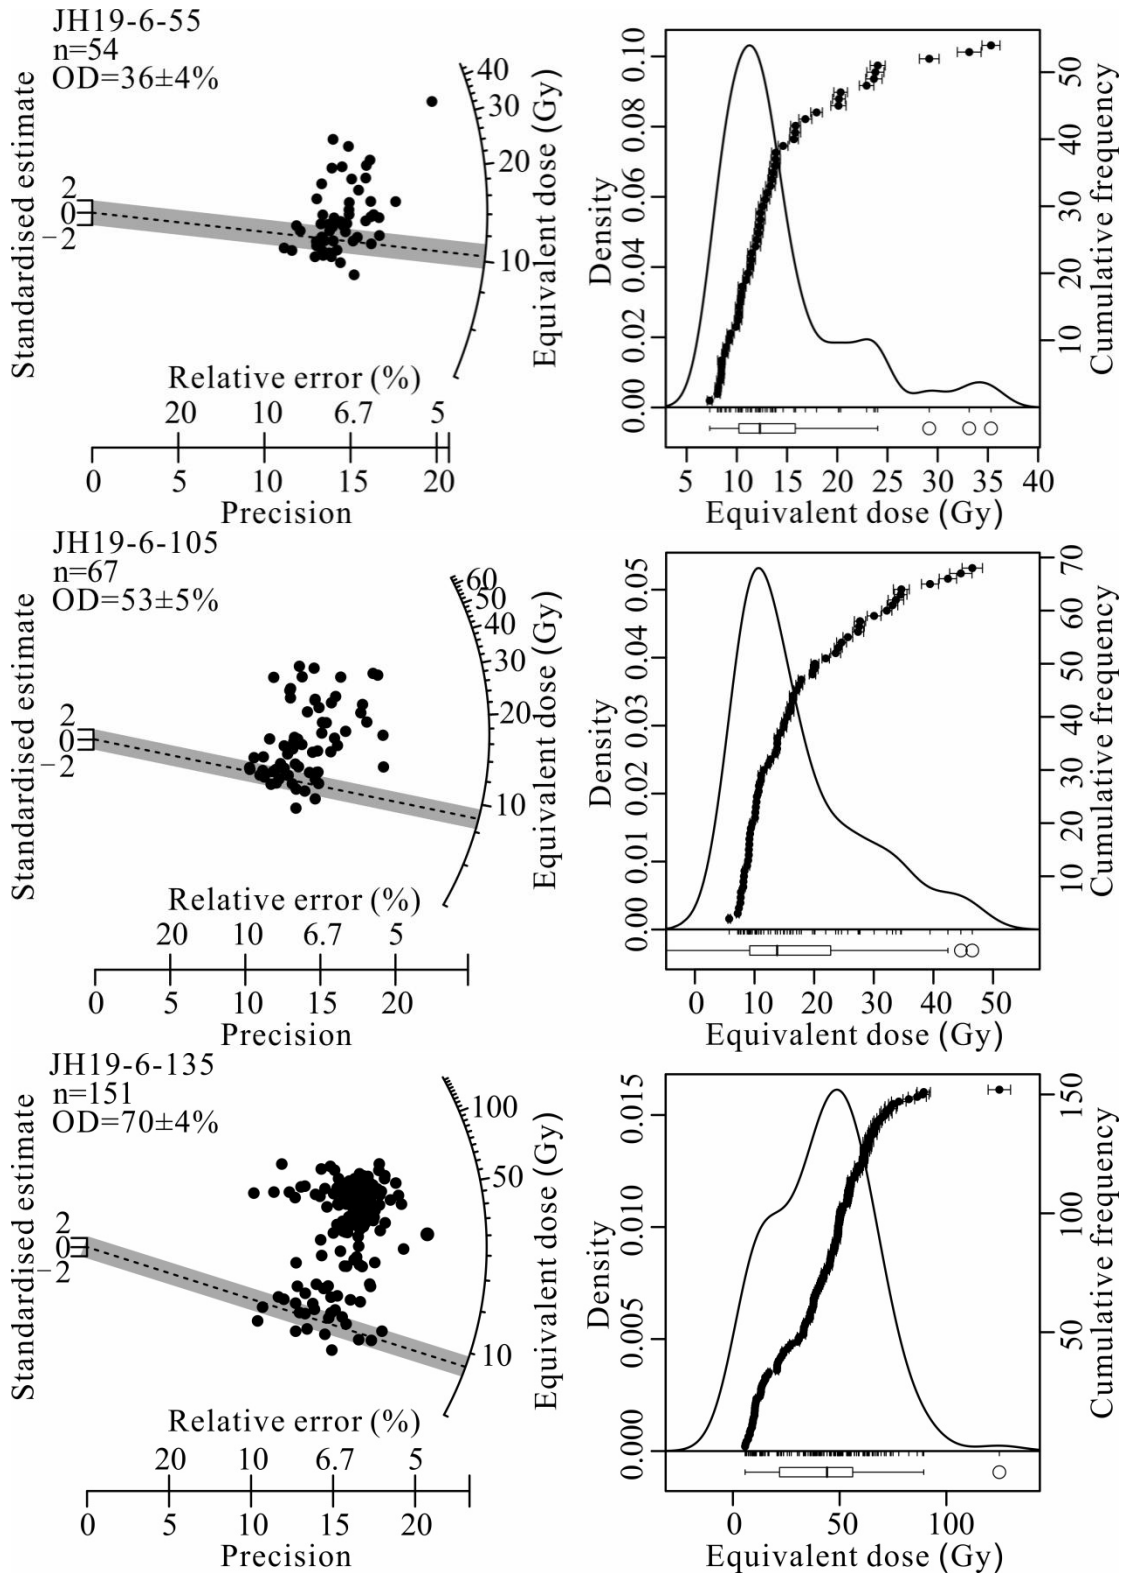 JH19-6-55
n=54
OD=36±4%
Standardised estimate
2
0
−2
40
30
20
10
Equivalent dose (Gy)
Relative error (%)
20 10 6.7 5
0 5 10 15 20
Precision
Density
0.00 0.02 0.04 0.06 0.08 0.10
Cumulative frequency
10 20 30 40 50
5 10 15 20 25 30 35 40
Equivalent dose (Gy)
JH19-6-105
n=67
OD=53±5%
Standardised estimate
2
0
−2
60
50
40
30
20
10
Equivalent dose (Gy)
Relative error (%)
20 10 6.7 5
0 5 10 15 20
Precision
Density
0.00 0.01 0.02 0.03 0.04 0.05
Cumulative frequency
10 20 30 40 50 60 70
0 10 20 30 40 50
Equivalent dose (Gy)
JH19-6-135
n=151
OD=70±4%
Standardised estimate
2
0
−2
100
50
10
Equivalent dose (Gy)
Relative error (%)
20 10 6.7 5
0 5 10 15 20
Precision
Density
0.000 0.005 0.010 0.015
Cumulative frequency
50 100 150
0 50 100
Equivalent dose (Gy)